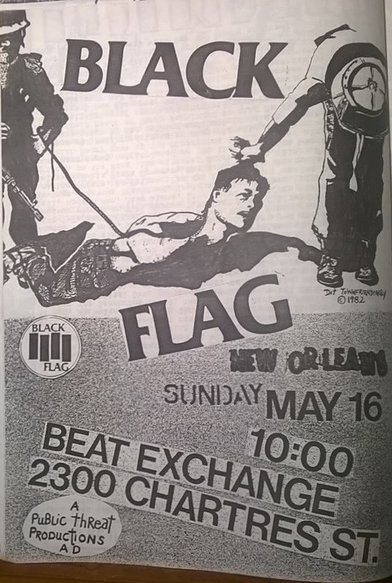 BLACK
©1982
FLAG
BLACK
FLAG
NEW ORLEANS
SUNDAY MAY 16
10:00
BEAT EXCHANGE
2300 CHARTRES ST.
A
PUBLIC THREAT
PRODUCTIONS
AD